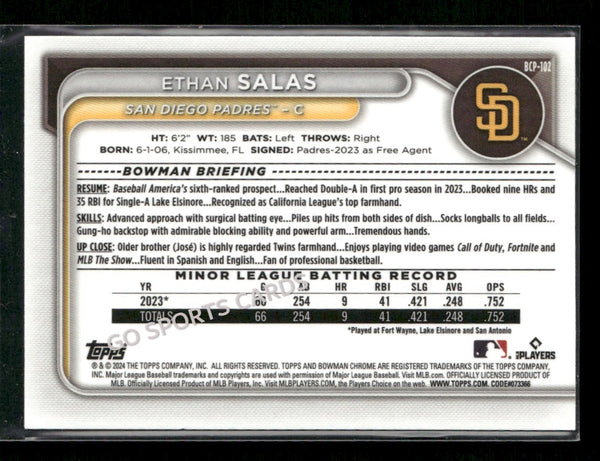 BCP-102
ETHAN SALAS
SAN DIEGO PADRES™ – C
SD
™
HT: 6'2" WT: 185 BATS: Left THROWS: Right
BORN: 6-1-06, Kissimmee, FL SIGNED: Padres-2023 as Free Agent
BOWMAN BRIEFING
RESUME: Baseball America's sixth-ranked prospect...Reached Double-A in first pro season in 2023...Booked nine HRs and
35 RBI for Single-A Lake Elsinore...Recognized as California League's top farmhand.
SKILLS: Advanced approach with surgical batting eye...Piles up hits from both sides of dish...Socks longballs to all fields...
Gung-ho backstop with admirable blocking ability and powerful arm...Tremendous hands.
UP CLOSE: Older brother (José) is highly regarded Twins farmhand...Enjoys playing video games Call of Duty, Fortnite and
MLB The Show...Fluent in Spanish and English...Fan of professional basketball.
MINOR LEAGUE BATTING RECORD
YR G AB HR RBI SLG AVG OPS
2023* 66 254 9 41 .421 .248 .752
TOTALS 66 254 9 41 .421 .248 .752
*Played at Fort Wayne, Lake Elsinore and San Antonio
GO SPORTS CARDS
Topps
PLAYERS
® & © 2024 THE TOPPS COMPANY, INC. ALL RIGHTS RESERVED. TOPPS AND BOWMAN CHROME ARE REGISTERED TRADEMARKS OF THE TOPPS COMPANY,
INC. Major League Baseball trademarks and copyrights are used with permission of Major League Baseball. Visit MLB.com. OFFICIALLY LICENSED PRODUCT OF
MLB. Officially Licensed Product of MLB Players, Inc. Visit MLBPLAYERS.COM, the Players Choice on the web. WWW.TOPPS.COM. CODE#073366